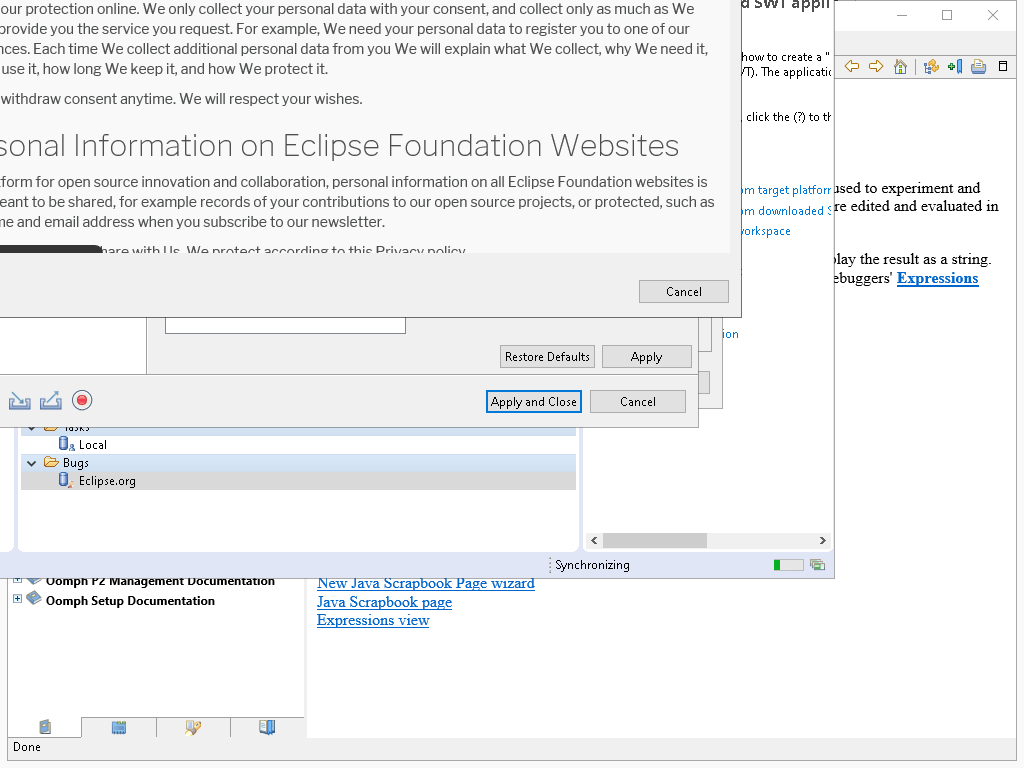 our protection online. We only collect your personal data with your consent, and collect only as much as We
provide you the service you request. For example, We need your personal data to register you to one of our
nces. Each time We collect additional personal data from you We will explain what We collect, why We need it,
use it, how long We keep it, and how We protect it.
withdraw consent anytime. We will respect your wishes.
sonal Information on Eclipse Foundation Websites
form for open source innovation and collaboration, personal information on all Eclipse Foundation websites is
eant to be shared, for example records of your contributions to our open source projects, or protected, such as
me and email address when you subscribe to our newsletter.
hare with Us. We protect according to this Privacy policy.
Cancel
d SWT appli
how to create a "
/T). The applicatic
click the (?) to th
om target platforr
om downloaded S
vorkspace
ion
used to experiment and
re edited and evaluated in
play the result as a string.
ebuggers' Expressions
Restore Defaults
Apply
Apply and Close
Cancel
Tasks
Local
Bugs
Eclipse.org
Synchronizing
Oomph P2 Management Documentation
Oomph Setup Documentation
New Java Scrapbook Page wizard
Java Scrapbook page
Expressions view
Done